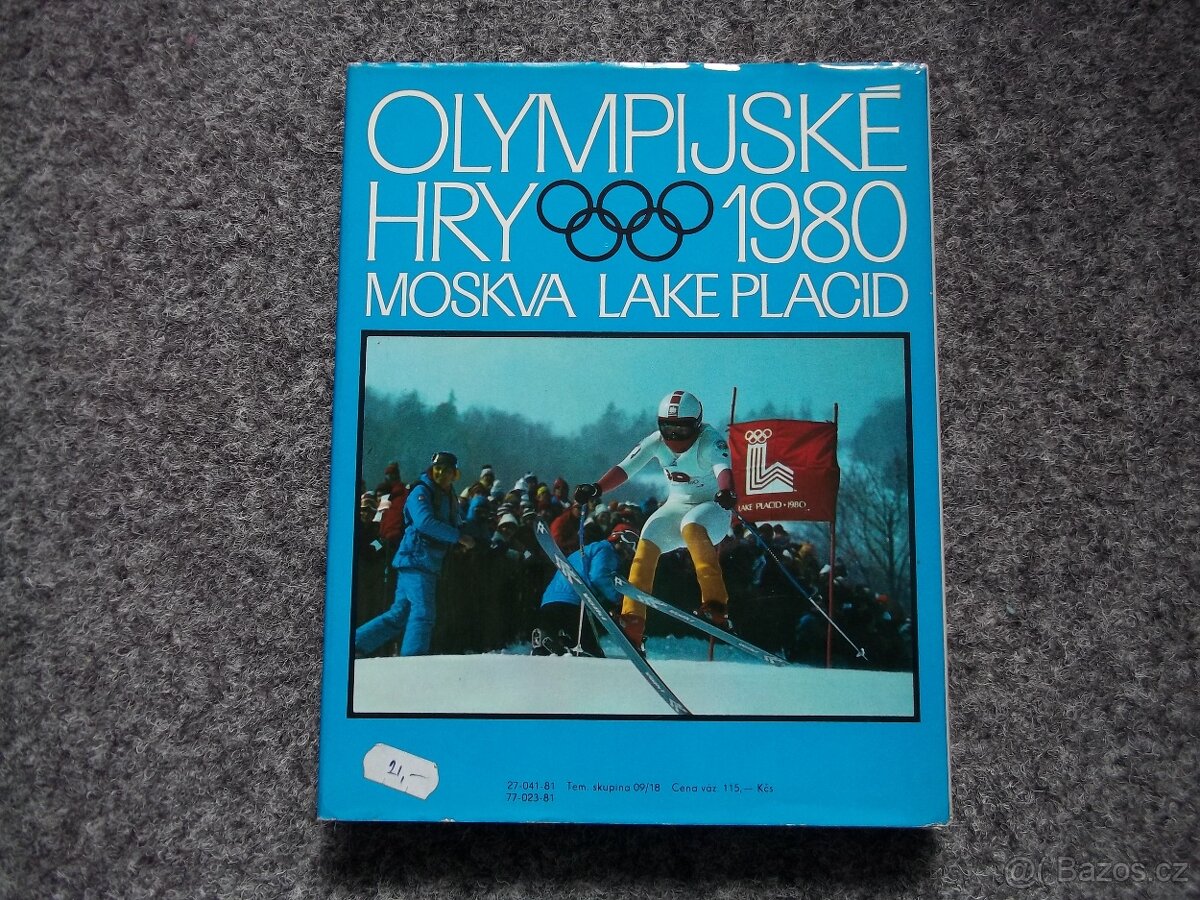 OLYMPIJSKÉ
HRY 1980
MOSKVA LAKE PLACID
LAKE PLACID • 1980
21,-
27-041-81 Tem. skupina 09/18 Cena váz. 115,— Kčs
77-023-81
Bazos.cz